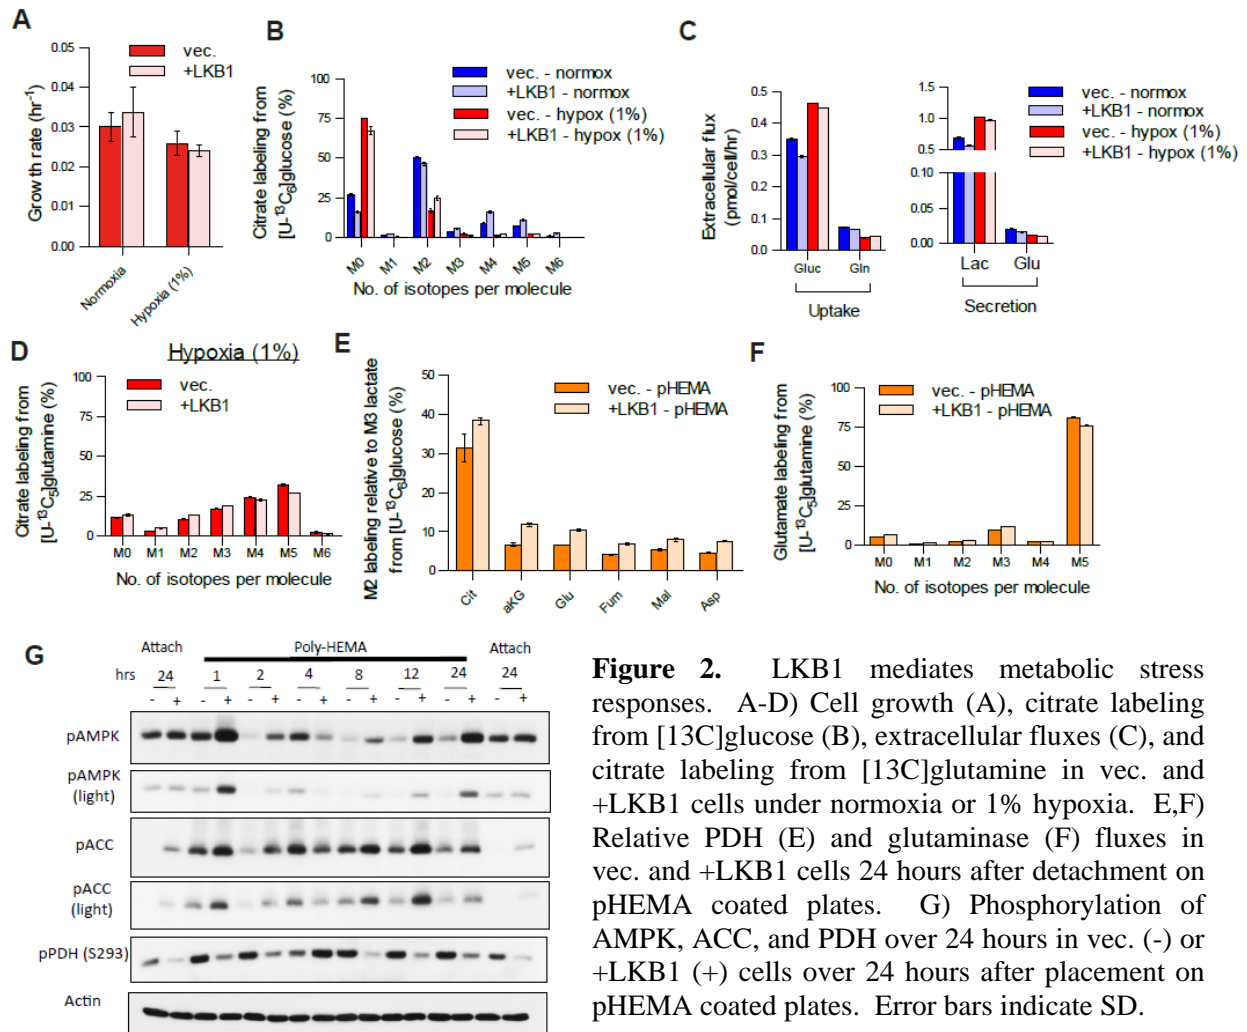 A
0.05
0.04
0.03
0.02
0.01
0.00
Growth rate (hr⁻¹)
vec.
+LKB1
Normoxia
Hypoxia (1%)
B
100
75
50
25
0
Citrate labeling from
[U-¹³C₆]glucose (%)
vec. - normox
+LKB1 - normox
vec. - hypox (1%)
+LKB1 - hypox (1%)
M0 M1 M2 M3 M4 M5 M6
No. of isotopes per molecule
C
0.5
0.4
0.3
0.2
0.1
0.0
Extracellular flux
(pmol/cell/hr)
Gluc Gln
Uptake
1.5
1.0
0.5
0.10
0.05
0.00
vec. - normox
+LKB1 - normox
vec. - hypox (1%)
+LKB1 - hypox (1%)
Lac Glu
Secretion
D
Hypoxia (1%)
100
75
50
25
0
Citrate labeling from
[U-¹³C₅]glutamine (%)
vec.
+LKB1
M0 M1 M2 M3 M4 M5 M6
No. of isotopes per molecule
E
50
40
30
20
10
0
M2 labeling relative to M3 lactate
from [U-¹³C₆]glucose (%)
vec. - pHEMA
+LKB1 - pHEMA
Cit aKG Glu Fum Mal Asp
F
100
75
50
25
0
Glutamate labeling from
[U-¹³C₅]glutamine (%)
vec. - pHEMA
+LKB1 - pHEMA
M0 M1 M2 M3 M4 M5
No. of isotopes per molecule
G
Attach Poly-HEMA Attach
hrs 24 1 2 4 8 12 24 24
- + - + - + - + - + - + - + - +
pAMPK
pAMPK
(light)
pACC
pACC
(light)
pPDH (S293)
Actin
Figure 2. LKB1 mediates metabolic stress
responses. A-D) Cell growth (A), citrate labeling
from [13C]glucose (B), extracellular fluxes (C), and
citrate labeling from [13C]glutamine in vec. and
+LKB1 cells under normoxia or 1% hypoxia. E,F)
Relative PDH (E) and glutaminase (F) fluxes in
vec. and +LKB1 cells 24 hours after detachment on
pHEMA coated plates. G) Phosphorylation of
AMPK, ACC, and PDH over 24 hours in vec. (-) or
+LKB1 (+) cells over 24 hours after placement on
pHEMA coated plates. Error bars indicate SD.